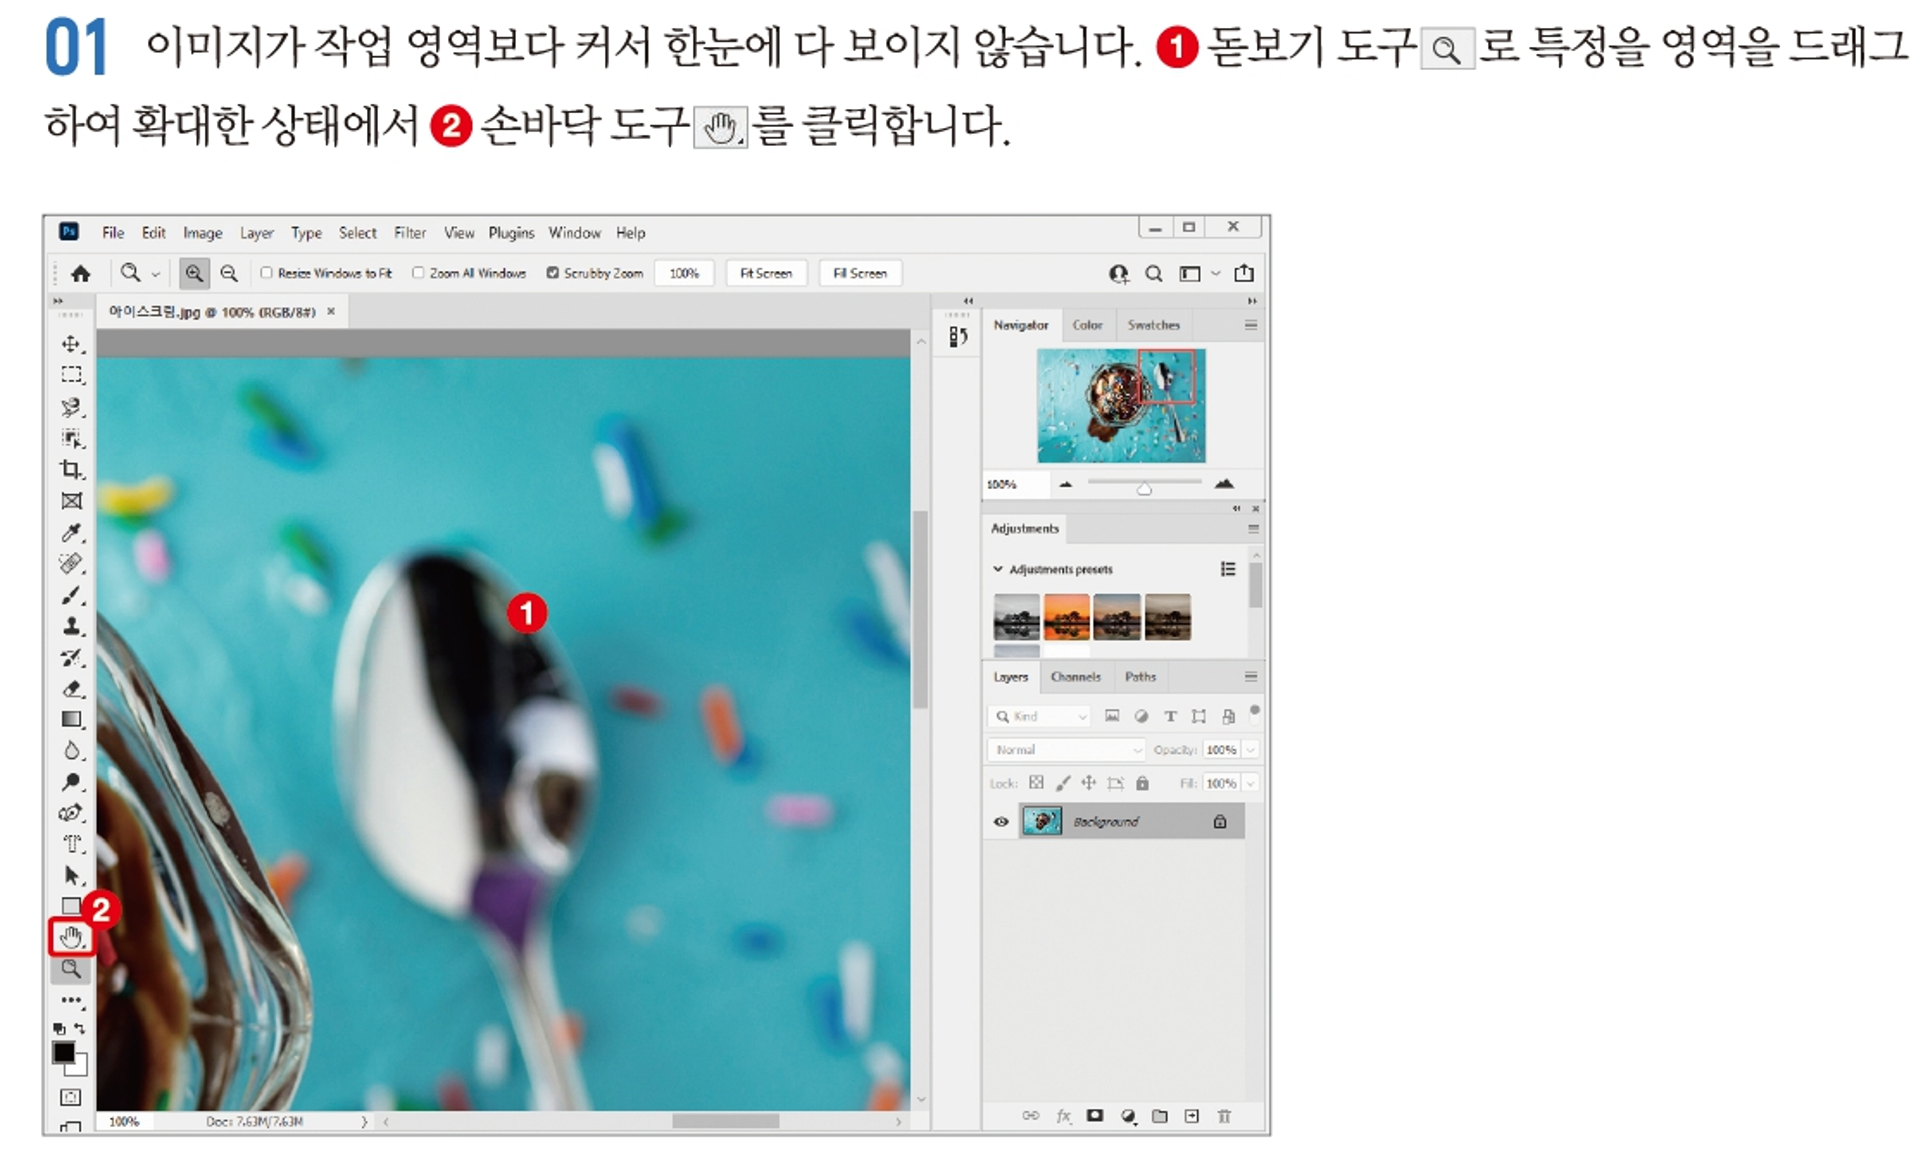 01 이미지가 작업 영역보다 커서 한눈에 다 보이지 않습니다. 1 돋보기 도구 로 특정을 영역을 드래그
하여 확대한 상태에서 2 손바닥 도구 를 클릭합니다.
Ps File Edit Image Layer Type Select Filter View Plugins Window Help
Resize Windows to Fit Zoom All Windows Scrubby Zoom 100% Fit Screen Fill Screen
아이스크림.jpg @ 100% (RGB/8#) ×
Navigator Color Swatches
100%
Adjustments
Adjustments presets
1
Layers Channels Paths
Kind
Normal Opacity: 100%
Lock: Fill: 100%
Background
2
100% Doc: 7.63M/7.63M